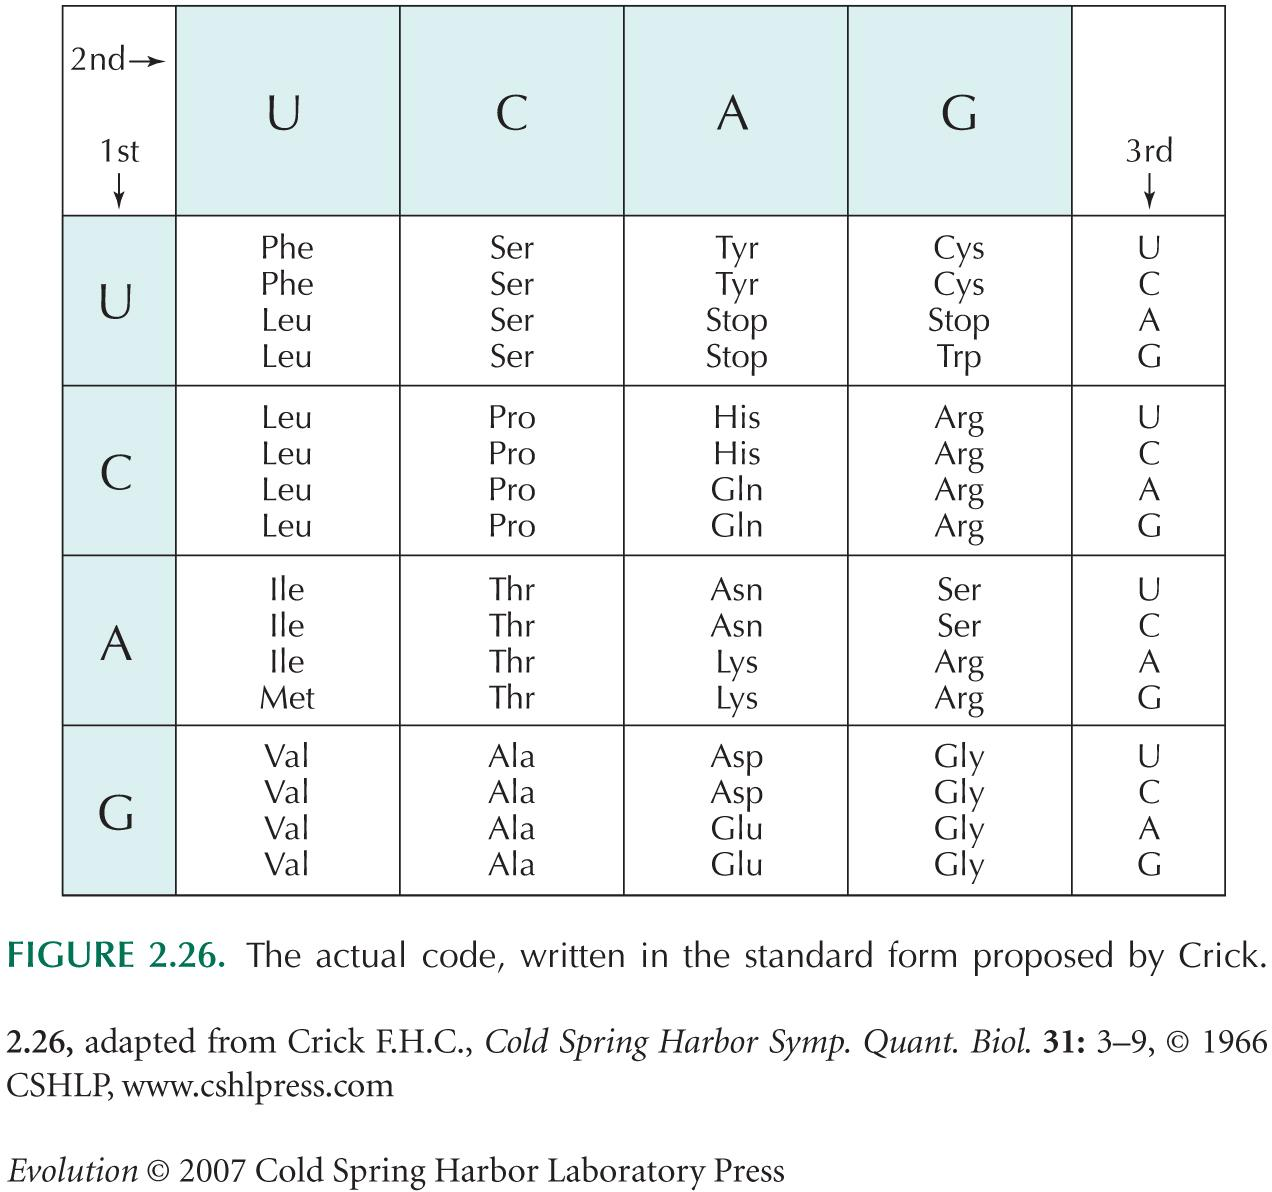 2nd→
U C A G
1st 3rd
↓ ↓
Phe Ser Tyr Cys U
Phe Ser Tyr Cys C
U
Leu Ser Stop Stop A
Leu Ser Stop Trp G
Leu Pro His Arg U
Leu Pro His Arg C
C
Leu Pro Gln Arg A
Leu Pro Gln Arg G
Ile Thr Asn Ser U
Ile Thr Asn Ser C
A
Ile Thr Lys Arg A
Met Thr Lys Arg G
Val Ala Asp Gly U
Val Ala Asp Gly C
G
Val Ala Glu Gly A
Val Ala Glu Gly G
FIGURE 2.26. The actual code, written in the standard form proposed by Crick.
2.26, adapted from Crick F.H.C., Cold Spring Harbor Symp. Quant. Biol. 31: 3–9, © 1966
CSHLP, www.cshlpress.com
Evolution © 2007 Cold Spring Harbor Laboratory Press